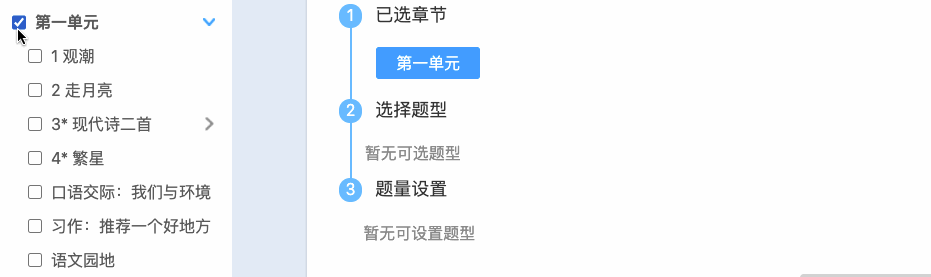 第一单元
1 观潮
2 走月亮
3* 现代诗二首
4* 繁星
口语交际：我们与环境
习作：推荐一个好地方
语文园地
1 已选章节
第一单元
2 选择题型
暂无可选题型
3 题量设置
暂无可设置题型